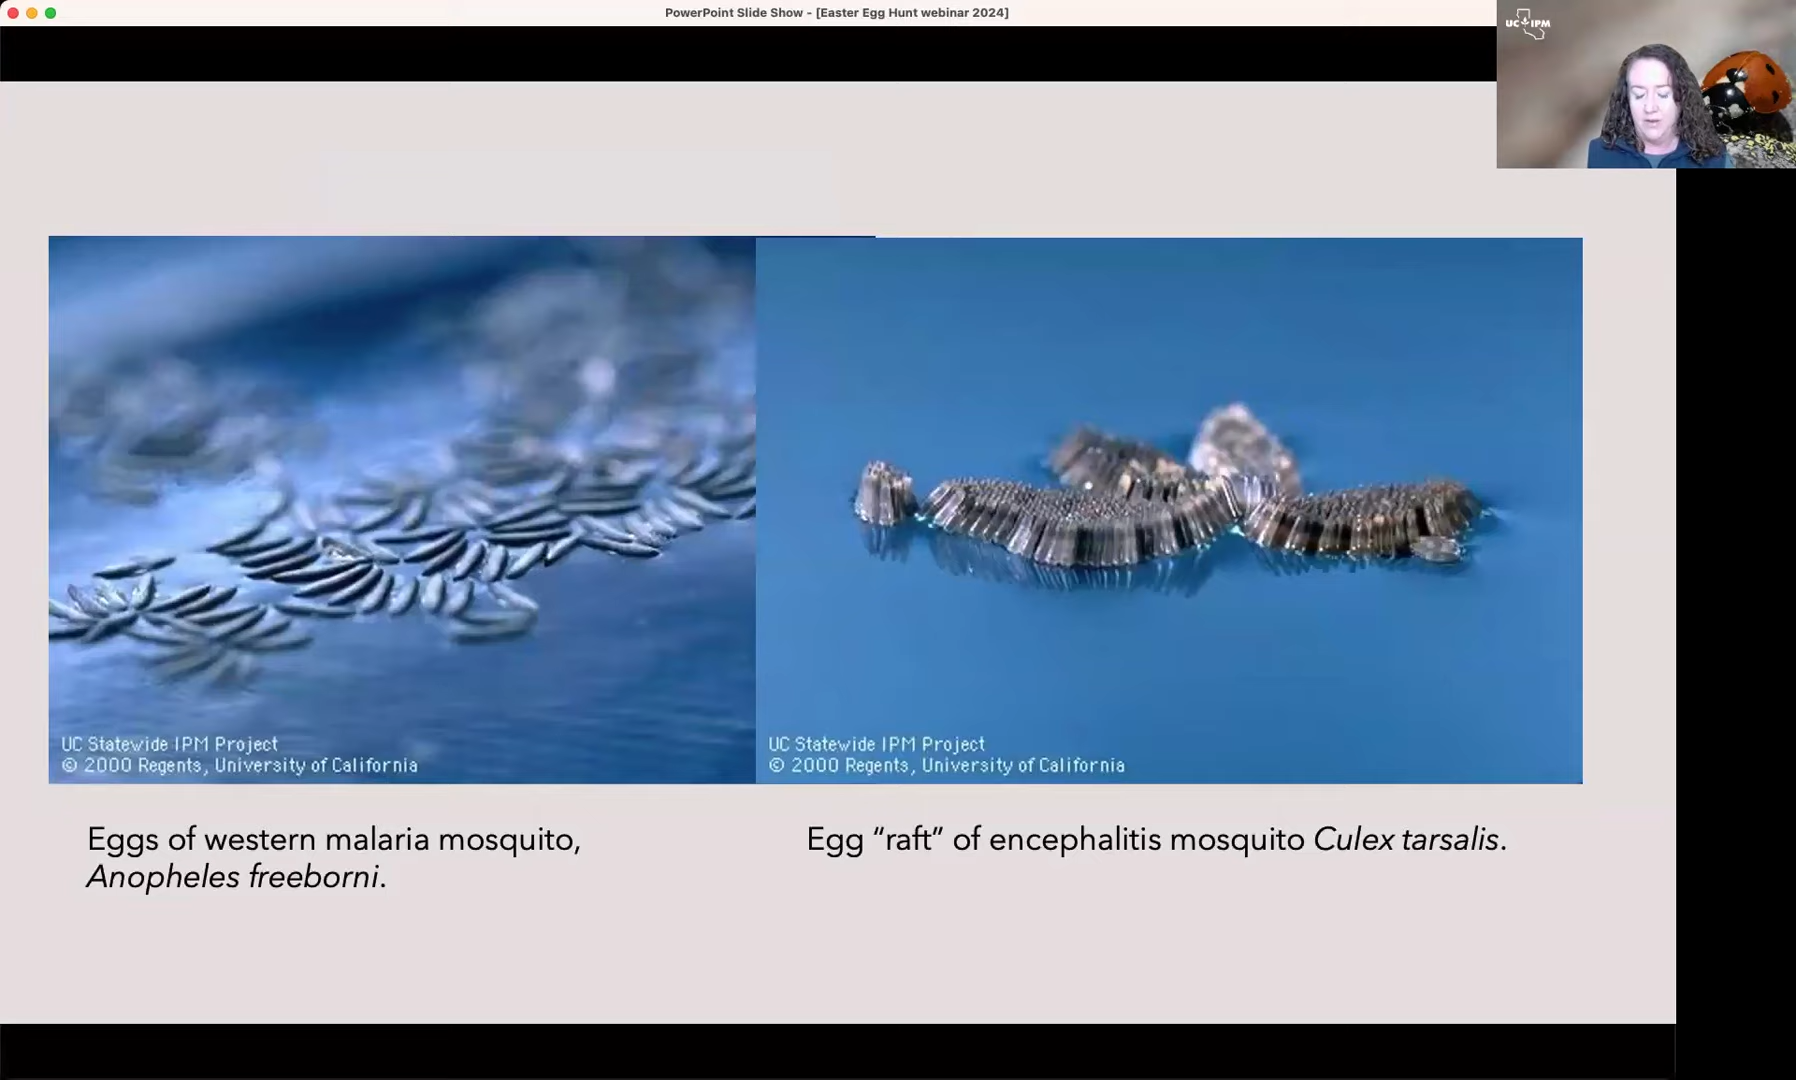 PowerPoint Slide Show - [Easter Egg Hunt webinar 2024]
UC IPM
UC Statewide IPM Project
© 2000 Regents, University of California
UC Statewide IPM Project
© 2000 Regents, University of California
Eggs of western malaria mosquito,
Anopheles freeborni.
Egg “raft” of encephalitis mosquito Culex tarsalis.